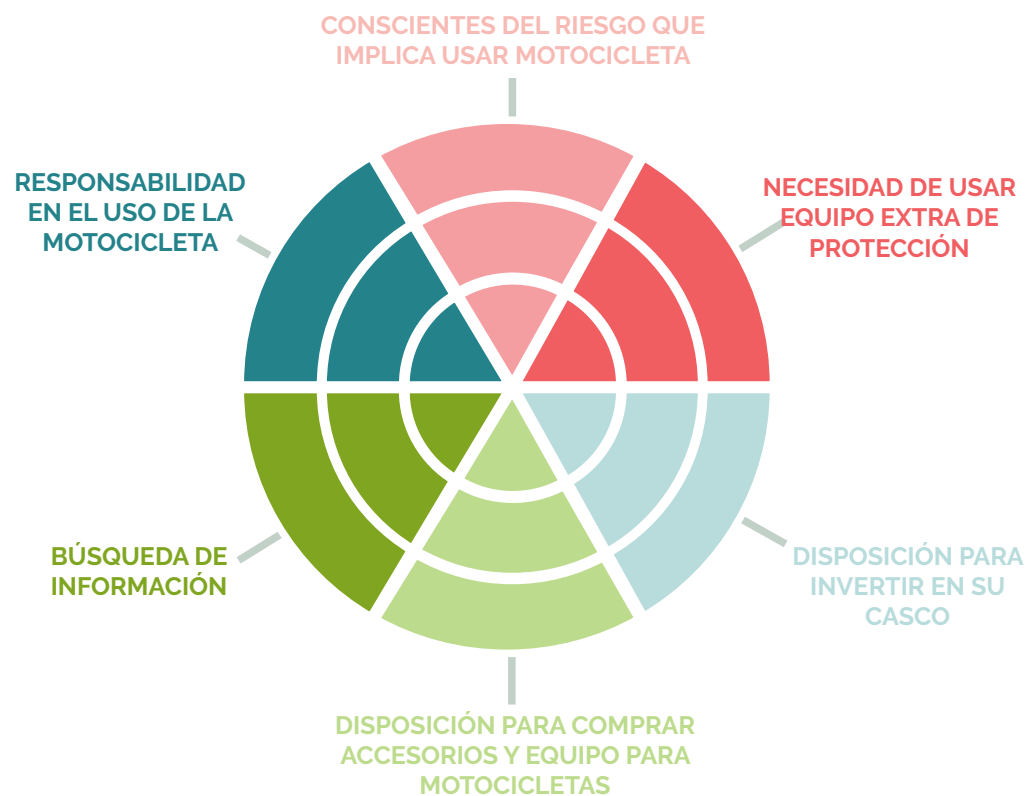 CONSCIENTES DEL RIESGO QUE
IMPLICA USAR MOTOCICLETA
RESPONSABILIDAD
EN EL USO DE LA
MOTOCICLETA
NECESIDAD DE USAR
EQUIPO EXTRA DE
PROTECCIÓN
BÚSQUEDA DE
INFORMACIÓN
DISPOSICIÓN PARA
INVERTIR EN SU
CASCO
DISPOSICIÓN PARA COMPRAR
ACCESORIOS Y EQUIPO PARA
MOTOCICLETAS